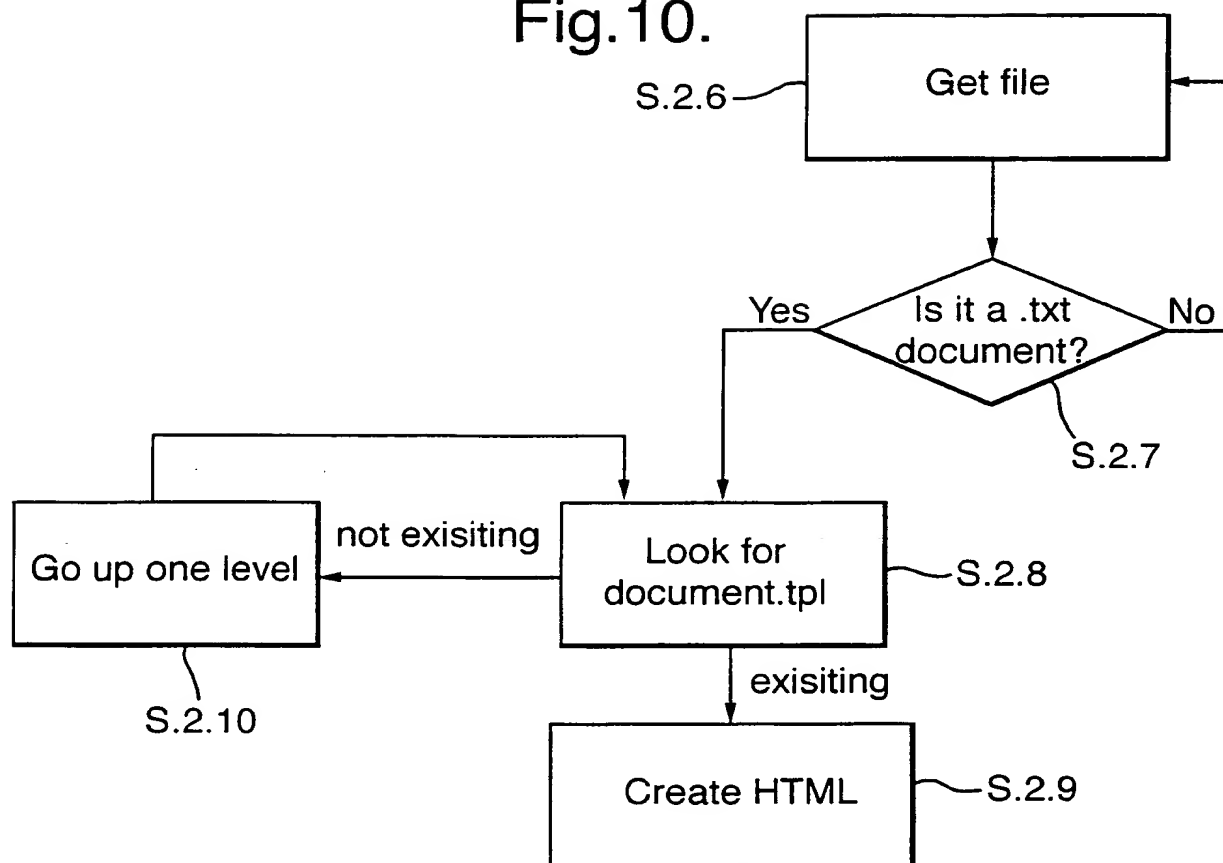 Fig.10.
Get file
S.2.6
Is it a .txt
document?
Yes
No
S.2.7
Look for
document.tpl
S.2.8
not exisiting
Go up one level
S.2.10
exisiting
Create HTML
S.2.9